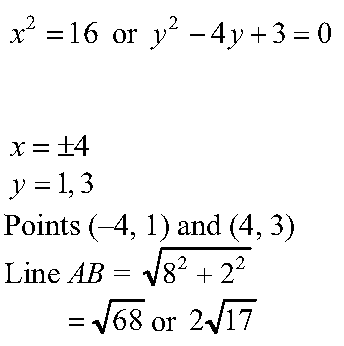 x² = 16 or y² − 4y + 3 = 0
x = ±4
y = 1, 3
Points (–4, 1) and (4, 3)
Line AB = √(8² + 2²)
= √68 or 2√17